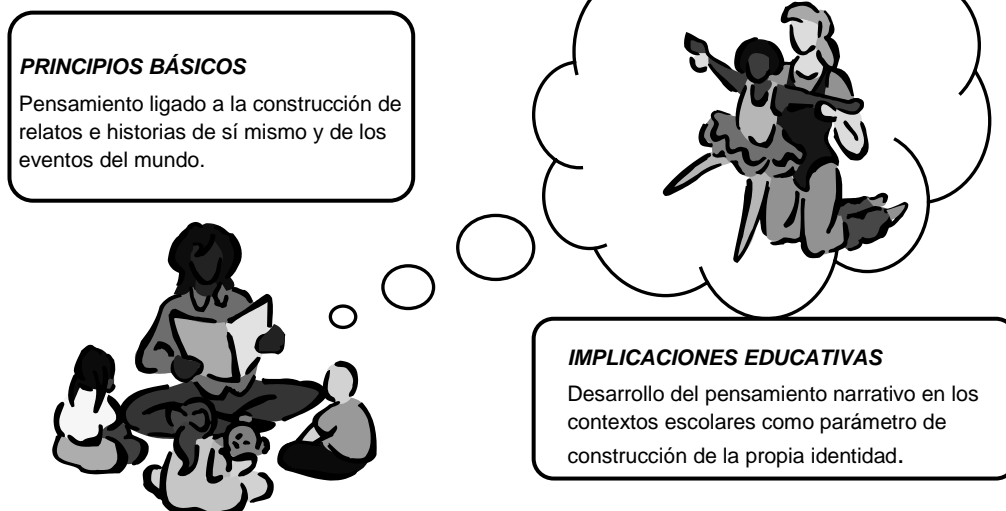 PRINCIPIOS BÁSICOS
Pensamiento ligado a la construcción de
relatos e historias de sí mismo y de los
eventos del mundo.
IMPLICACIONES EDUCATIVAS
Desarrollo del pensamiento narrativo en los
contextos escolares como parámetro de
construcción de la propia identidad.